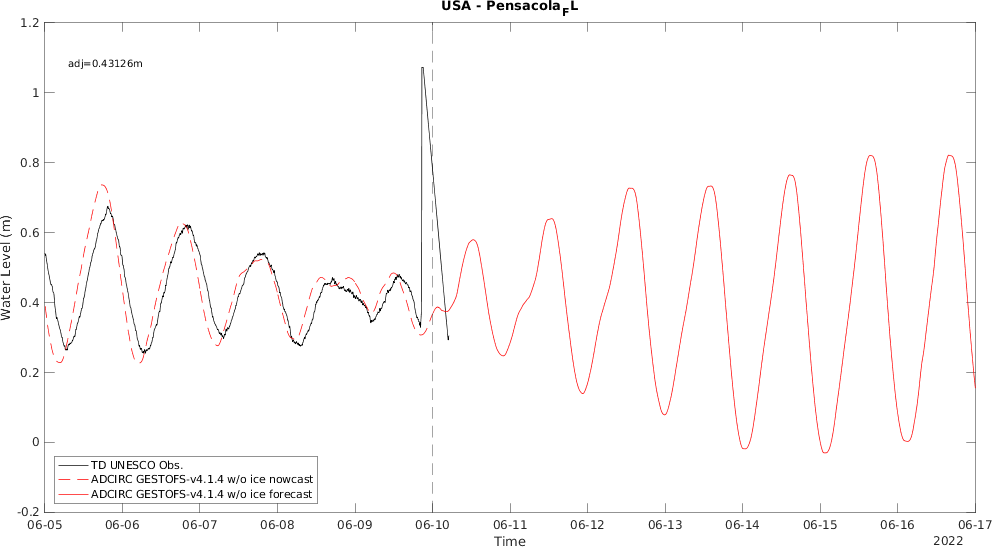 USA - Pensacola_FL
adj=0.43126m
1.2
1
0.8
0.6
0.4
0.2
0
-0.2
Water Level (m)
TD UNESCO Obs.
ADCIRC GESTOFS-v4.1.4 w/o ice nowcast
ADCIRC GESTOFS-v4.1.4 w/o ice forecast
06-05 06-06 06-07 06-08 06-09 06-10 06-11 06-12 06-13 06-14 06-15 06-16 06-17
Time
2022